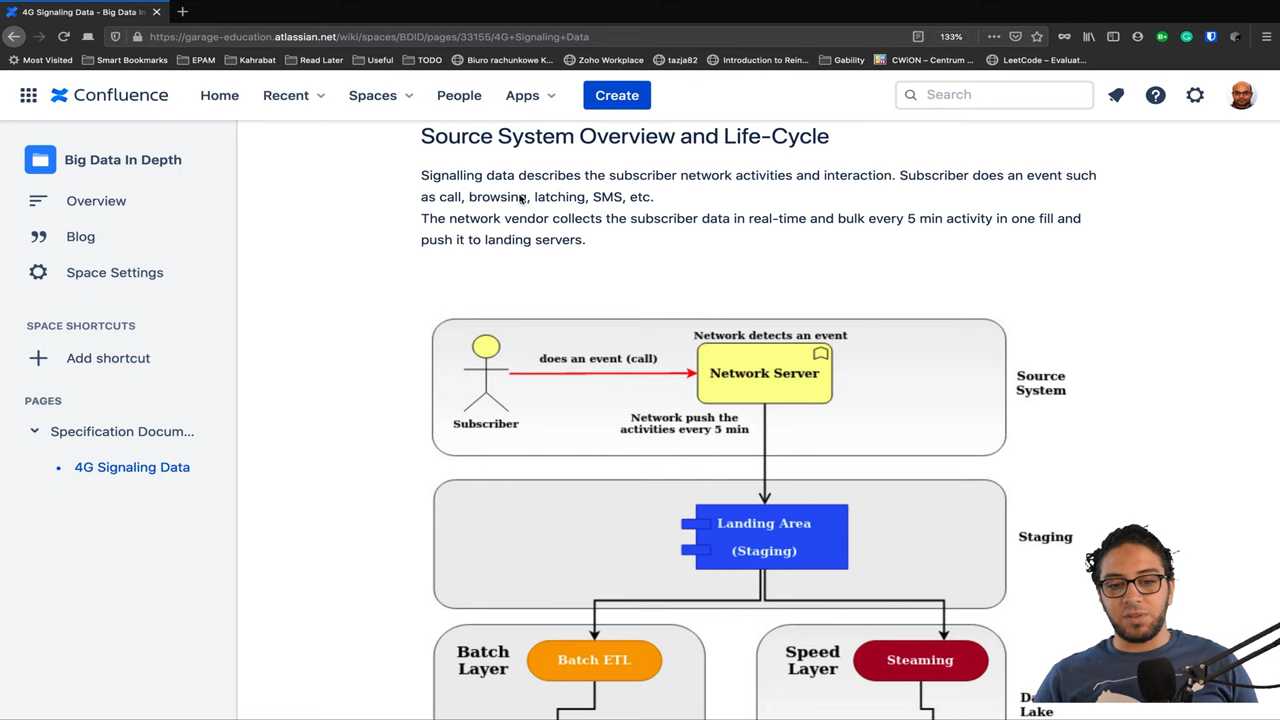 4G Signaling Data - Big Data In
https://garage-education.atlassian.net/wiki/spaces/BDID/pages/33155/4G+Signaling+Data
133%
Most Visited
Smart Bookmarks
EPAM
Kahrabat
Read Later
Useful
TODO
Biuro rachunkowe K...
Zoho Workplace
tazja82
Introduction to Rein...
Gability
CWiON – Centrum ...
LeetCode – Evaluat...
Confluence
Home
Recent
Spaces
People
Apps
Create
Search
Big Data In Depth
Overview
Blog
Space Settings
SPACE SHORTCUTS
Add shortcut
PAGES
Specification Docum...
4G Signaling Data
Source System Overview and Life-Cycle
Signalling data describes the subscriber network activities and interaction. Subscriber does an event such
as call, browsing, latching, SMS, etc.
The network vendor collects the subscriber data in real-time and bulk every 5 min activity in one fill and
push it to landing servers.
Network detects an event
does an event (call)
Network Server
Subscriber
Network push the
activities every 5 min
Source
System
Landing Area
(Staging)
Staging
Batch
Layer
Batch ETL
Speed
Layer
Steaming
Lake